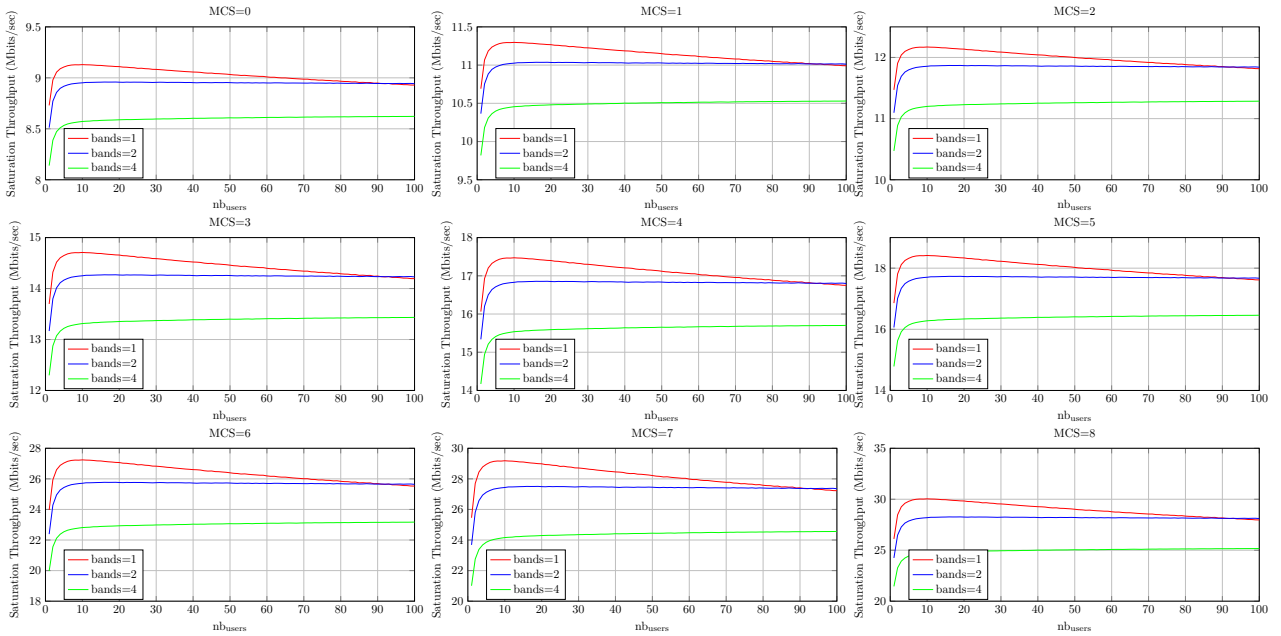 MCS=0
Saturation Throughput (Mbits/sec)
9.5
9
8.5
8
bands=1
bands=2
bands=4
0 10 20 30 40 50 60 70 80 90 100
nb_users
MCS=1
Saturation Throughput (Mbits/sec)
11.5
11
10.5
10
9.5
bands=1
bands=2
bands=4
0 10 20 30 40 50 60 70 80 90 100
nb_users
MCS=2
Saturation Throughput (Mbits/sec)
12
11
10
bands=1
bands=2
bands=4
0 10 20 30 40 50 60 70 80 90 100
nb_users
MCS=3
Saturation Throughput (Mbits/sec)
15
14
13
12
bands=1
bands=2
bands=4
0 10 20 30 40 50 60 70 80 90 100
nb_users
MCS=4
Saturation Throughput (Mbits/sec)
18
17
16
15
14
bands=1
bands=2
bands=4
0 10 20 30 40 50 60 70 80 90 100
nb_users
MCS=5
Saturation Throughput (Mbits/sec)
18
16
14
bands=1
bands=2
bands=4
0 10 20 30 40 50 60 70 80 90 100
nb_users
MCS=6
Saturation Throughput (Mbits/sec)
28
26
24
22
20
18
bands=1
bands=2
bands=4
0 10 20 30 40 50 60 70 80 90 100
nb_users
MCS=7
Saturation Throughput (Mbits/sec)
30
28
26
24
22
20
bands=1
bands=2
bands=4
0 10 20 30 40 50 60 70 80 90 100
nb_users
MCS=8
Saturation Throughput (Mbits/sec)
35
30
25
20
bands=1
bands=2
bands=4
0 10 20 30 40 50 60 70 80 90 100
nb_users